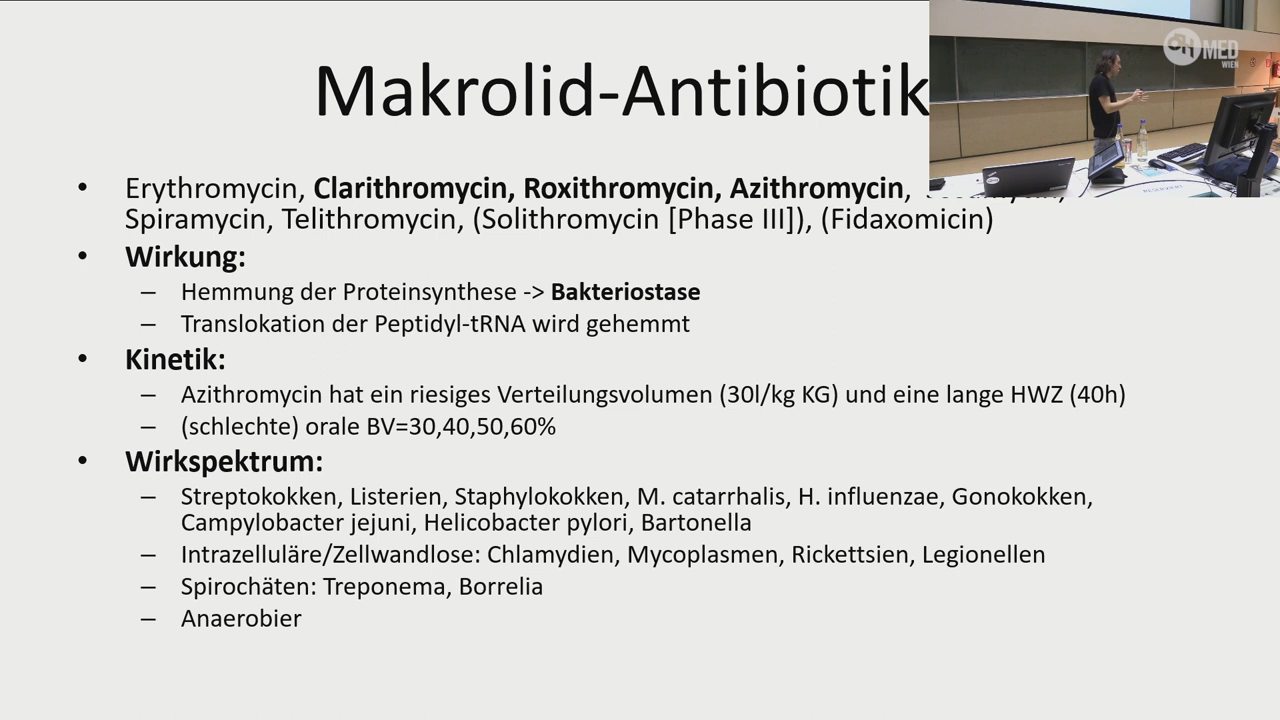 Makrolid-Antibiotik
• Erythromycin, Clarithromycin, Roxithromycin, Azithromycin,
Spiramycin, Telithromycin, (Solithromycin [Phase III]), (Fidaxomicin)
• Wirkung:
– Hemmung der Proteinsynthese -> Bakteriostase
– Translokation der Peptidyl-tRNA wird gehemmt
• Kinetik:
– Azithromycin hat ein riesiges Verteilungsvolumen (30l/kg KG) und eine lange HWZ (40h)
– (schlechte) orale BV=30,40,50,60%
• Wirkspektrum:
– Streptokokken, Listerien, Staphylokokken, M. catarrhalis, H. influenzae, Gonokokken,
Campylobacter jejuni, Helicobacter pylori, Bartonella
– Intrazelluläre/Zellwandlose: Chlamydien, Mycoplasmen, Rickettsien, Legionellen
– Spirochäten: Treponema, Borrelia
– Anaerobier
MED
WIEN